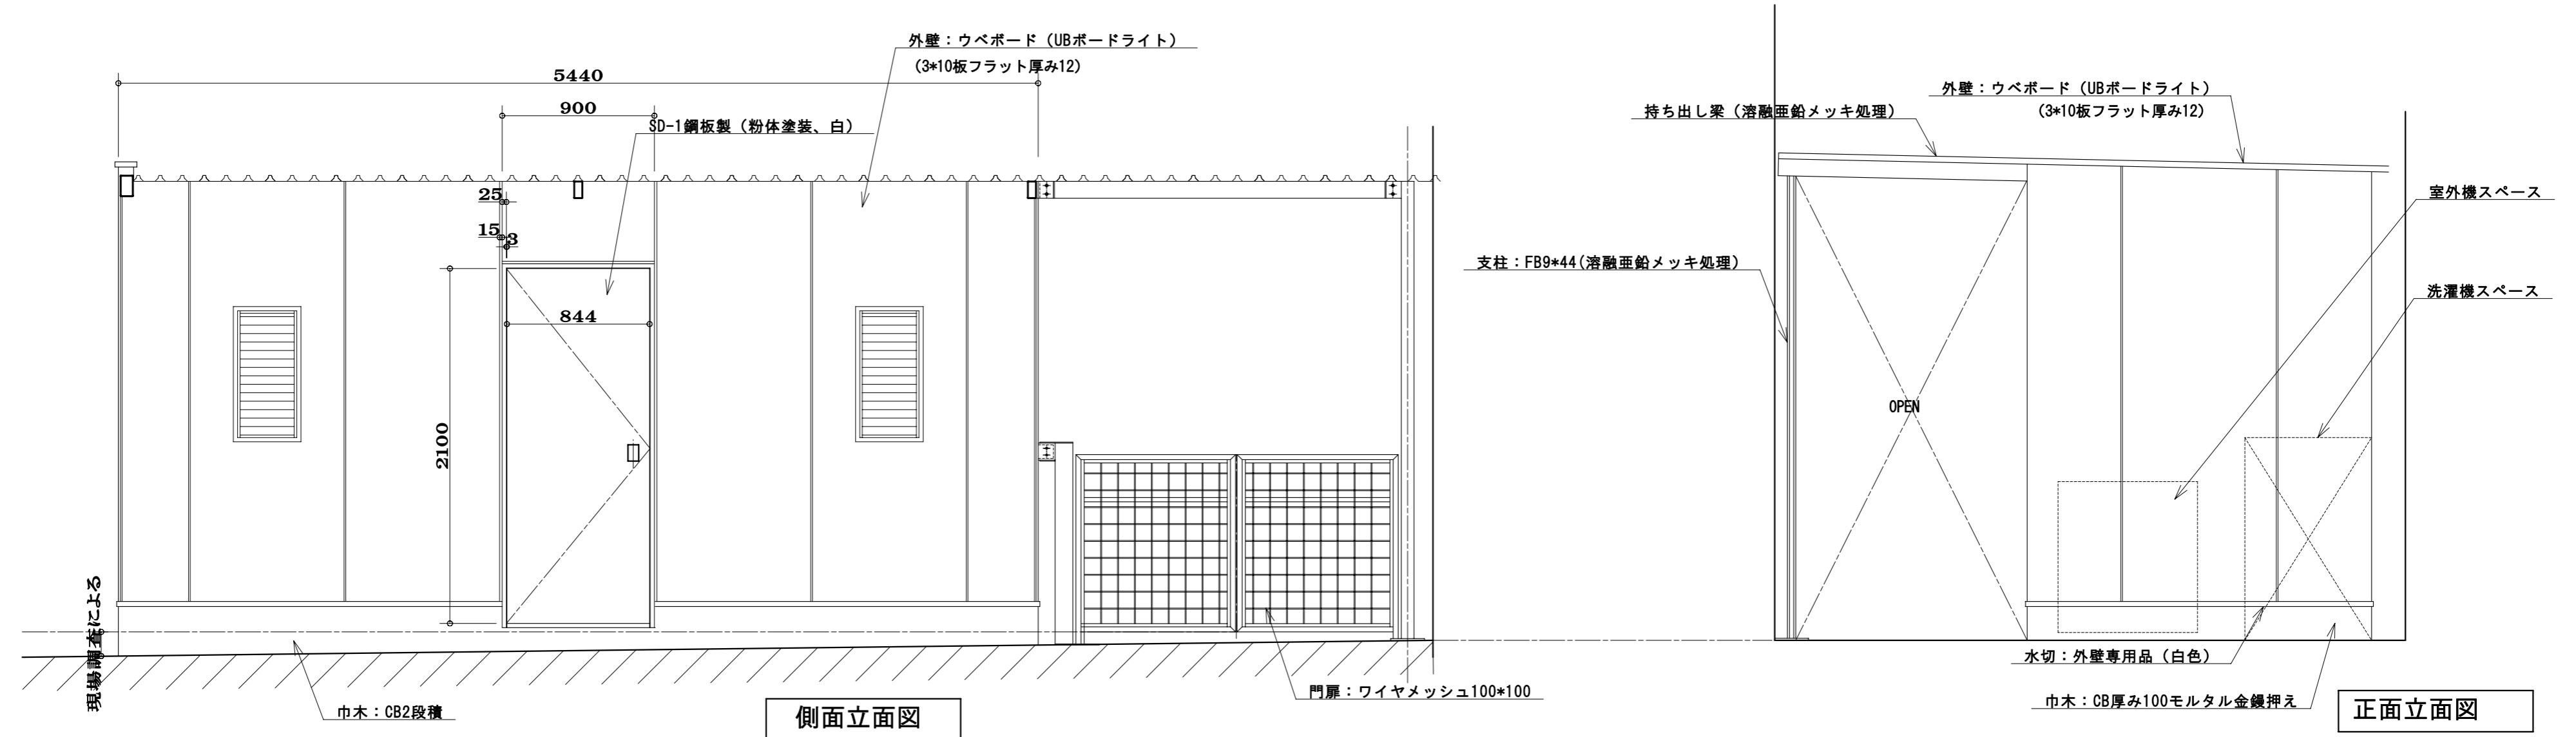 外壁：ウベボード（UBボードライト）
(3*10板フラット厚み12)
5440
900
SD-1鋼板製（粉体塗装、白）
25
15
3
844
2100
現場調査による
巾木：CB2段積
門扉：ワイヤメッシュ100*100
側面立面図
外壁：ウベボード（UBボードライト）
(3*10板フラット厚み12)
持ち出し梁（溶融亜鉛メッキ処理）
室外機スペース
支柱：FB9*44(溶融亜鉛メッキ処理）
洗濯機スペース
OPEN
水切：外壁専用品（白色）
巾木：CB厚み100モルタル金鏝押え
正面立面図